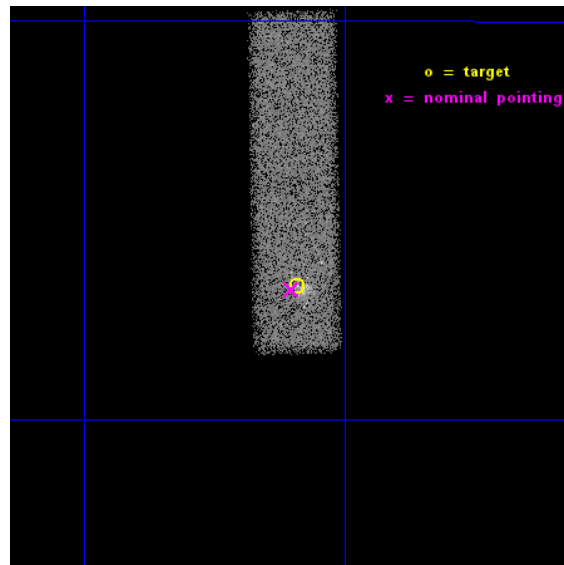 o = target
x = nominal pointing